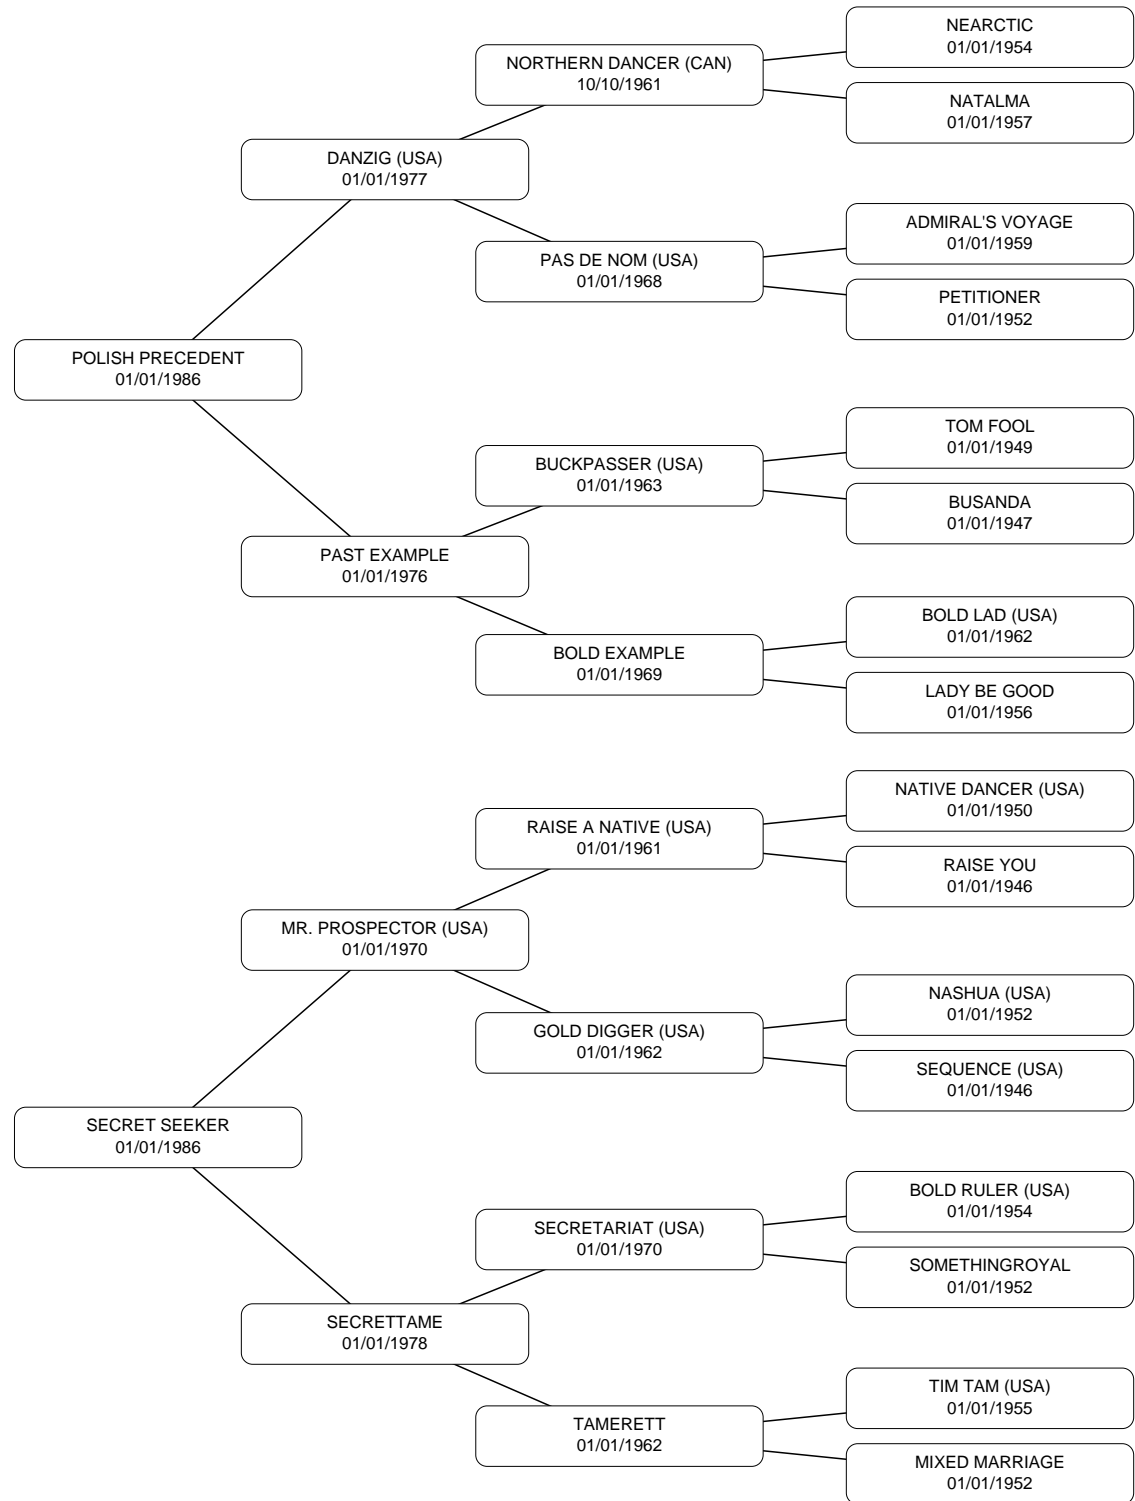 NEARCTIC
01/01/1954
NORTHERN DANCER (CAN)
10/10/1961
NATALMA
01/01/1957
DANZIG (USA)
01/01/1977
ADMIRAL'S VOYAGE
01/01/1959
PAS DE NOM (USA)
01/01/1968
PETITIONER
01/01/1952
POLISH PRECEDENT
01/01/1986
TOM FOOL
01/01/1949
BUCKPASSER (USA)
01/01/1963
BUSANDA
01/01/1947
PAST EXAMPLE
01/01/1976
BOLD LAD (USA)
01/01/1962
BOLD EXAMPLE
01/01/1969
LADY BE GOOD
01/01/1956
NATIVE DANCER (USA)
01/01/1950
RAISE A NATIVE (USA)
01/01/1961
RAISE YOU
01/01/1946
MR. PROSPECTOR (USA)
01/01/1970
NASHUA (USA)
01/01/1952
GOLD DIGGER (USA)
01/01/1962
SEQUENCE (USA)
01/01/1946
SECRET SEEKER
01/01/1986
BOLD RULER (USA)
01/01/1954
SECRETARIAT (USA)
01/01/1970
SOMETHINGROYAL
01/01/1952
SECRETTAME
01/01/1978
TIM TAM (USA)
01/01/1955
TAMERETT
01/01/1962
MIXED MARRIAGE
01/01/1952